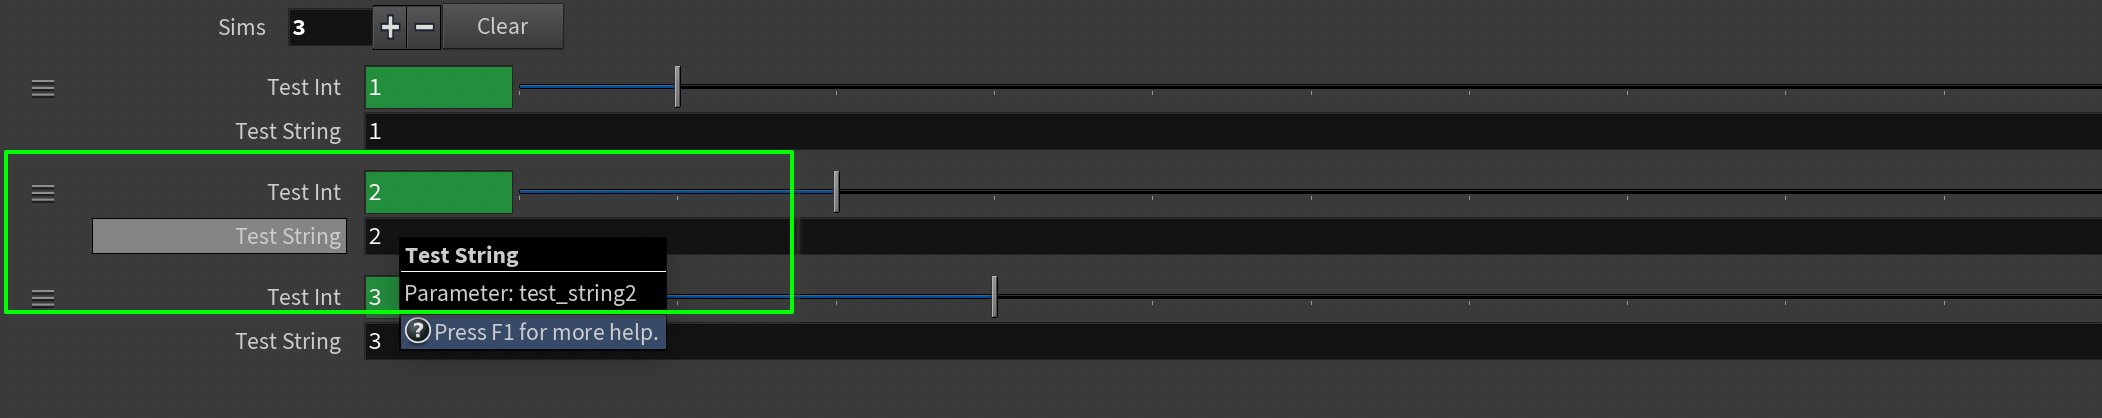 Sims 3 Clear
Test Int 1
Test String 1
Test Int 2
Test String 2
Test String
Parameter: test_string2
Test Int 3
Press F1 for more help.
Test String 3